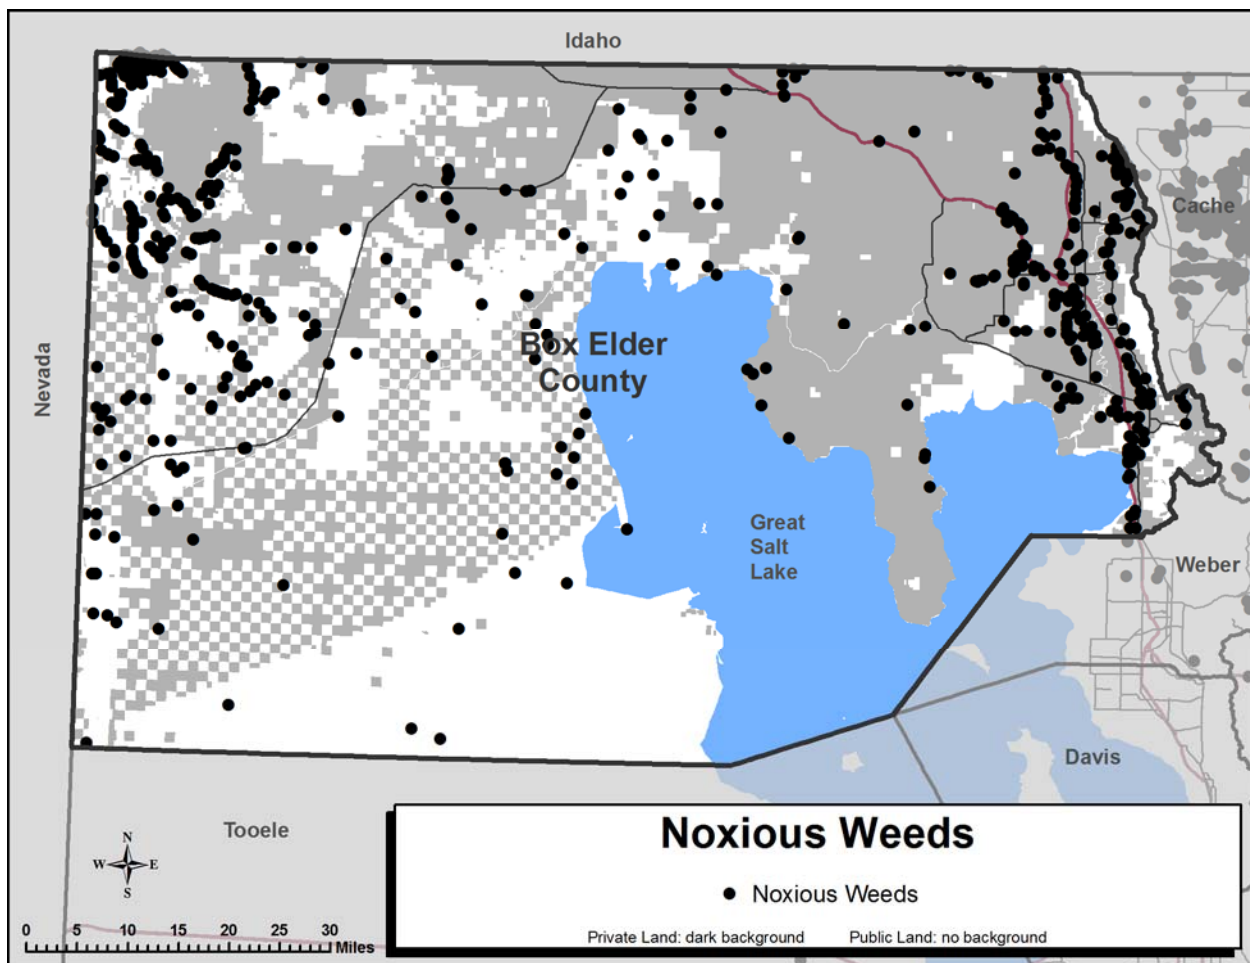 Idaho
Cache
Nevada
Box Elder
County
Great
Salt
Lake
Weber
Davis
Tooele
N
W E
S
0 5 10 15 20 25 30
Miles
Noxious Weeds
Noxious Weeds
Private Land: dark background Public Land: no background